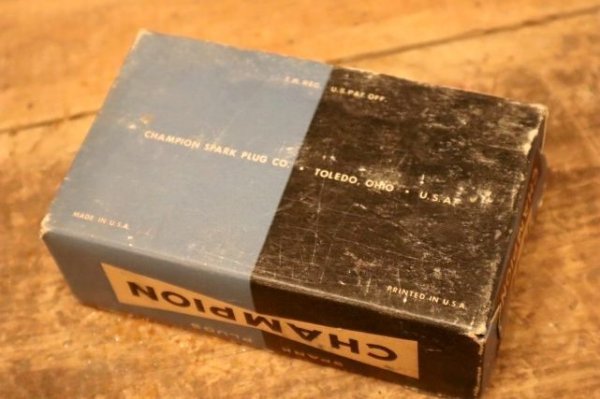 T.M. REG. U.S. PAT. OFF.
CHAMPION SPARK PLUG CO. • TOLEDO, OHIO • U.S.A.
MADE IN U.S.A.
PRINTED IN U.S.A.
CHAMPION
SPARK PLUGS